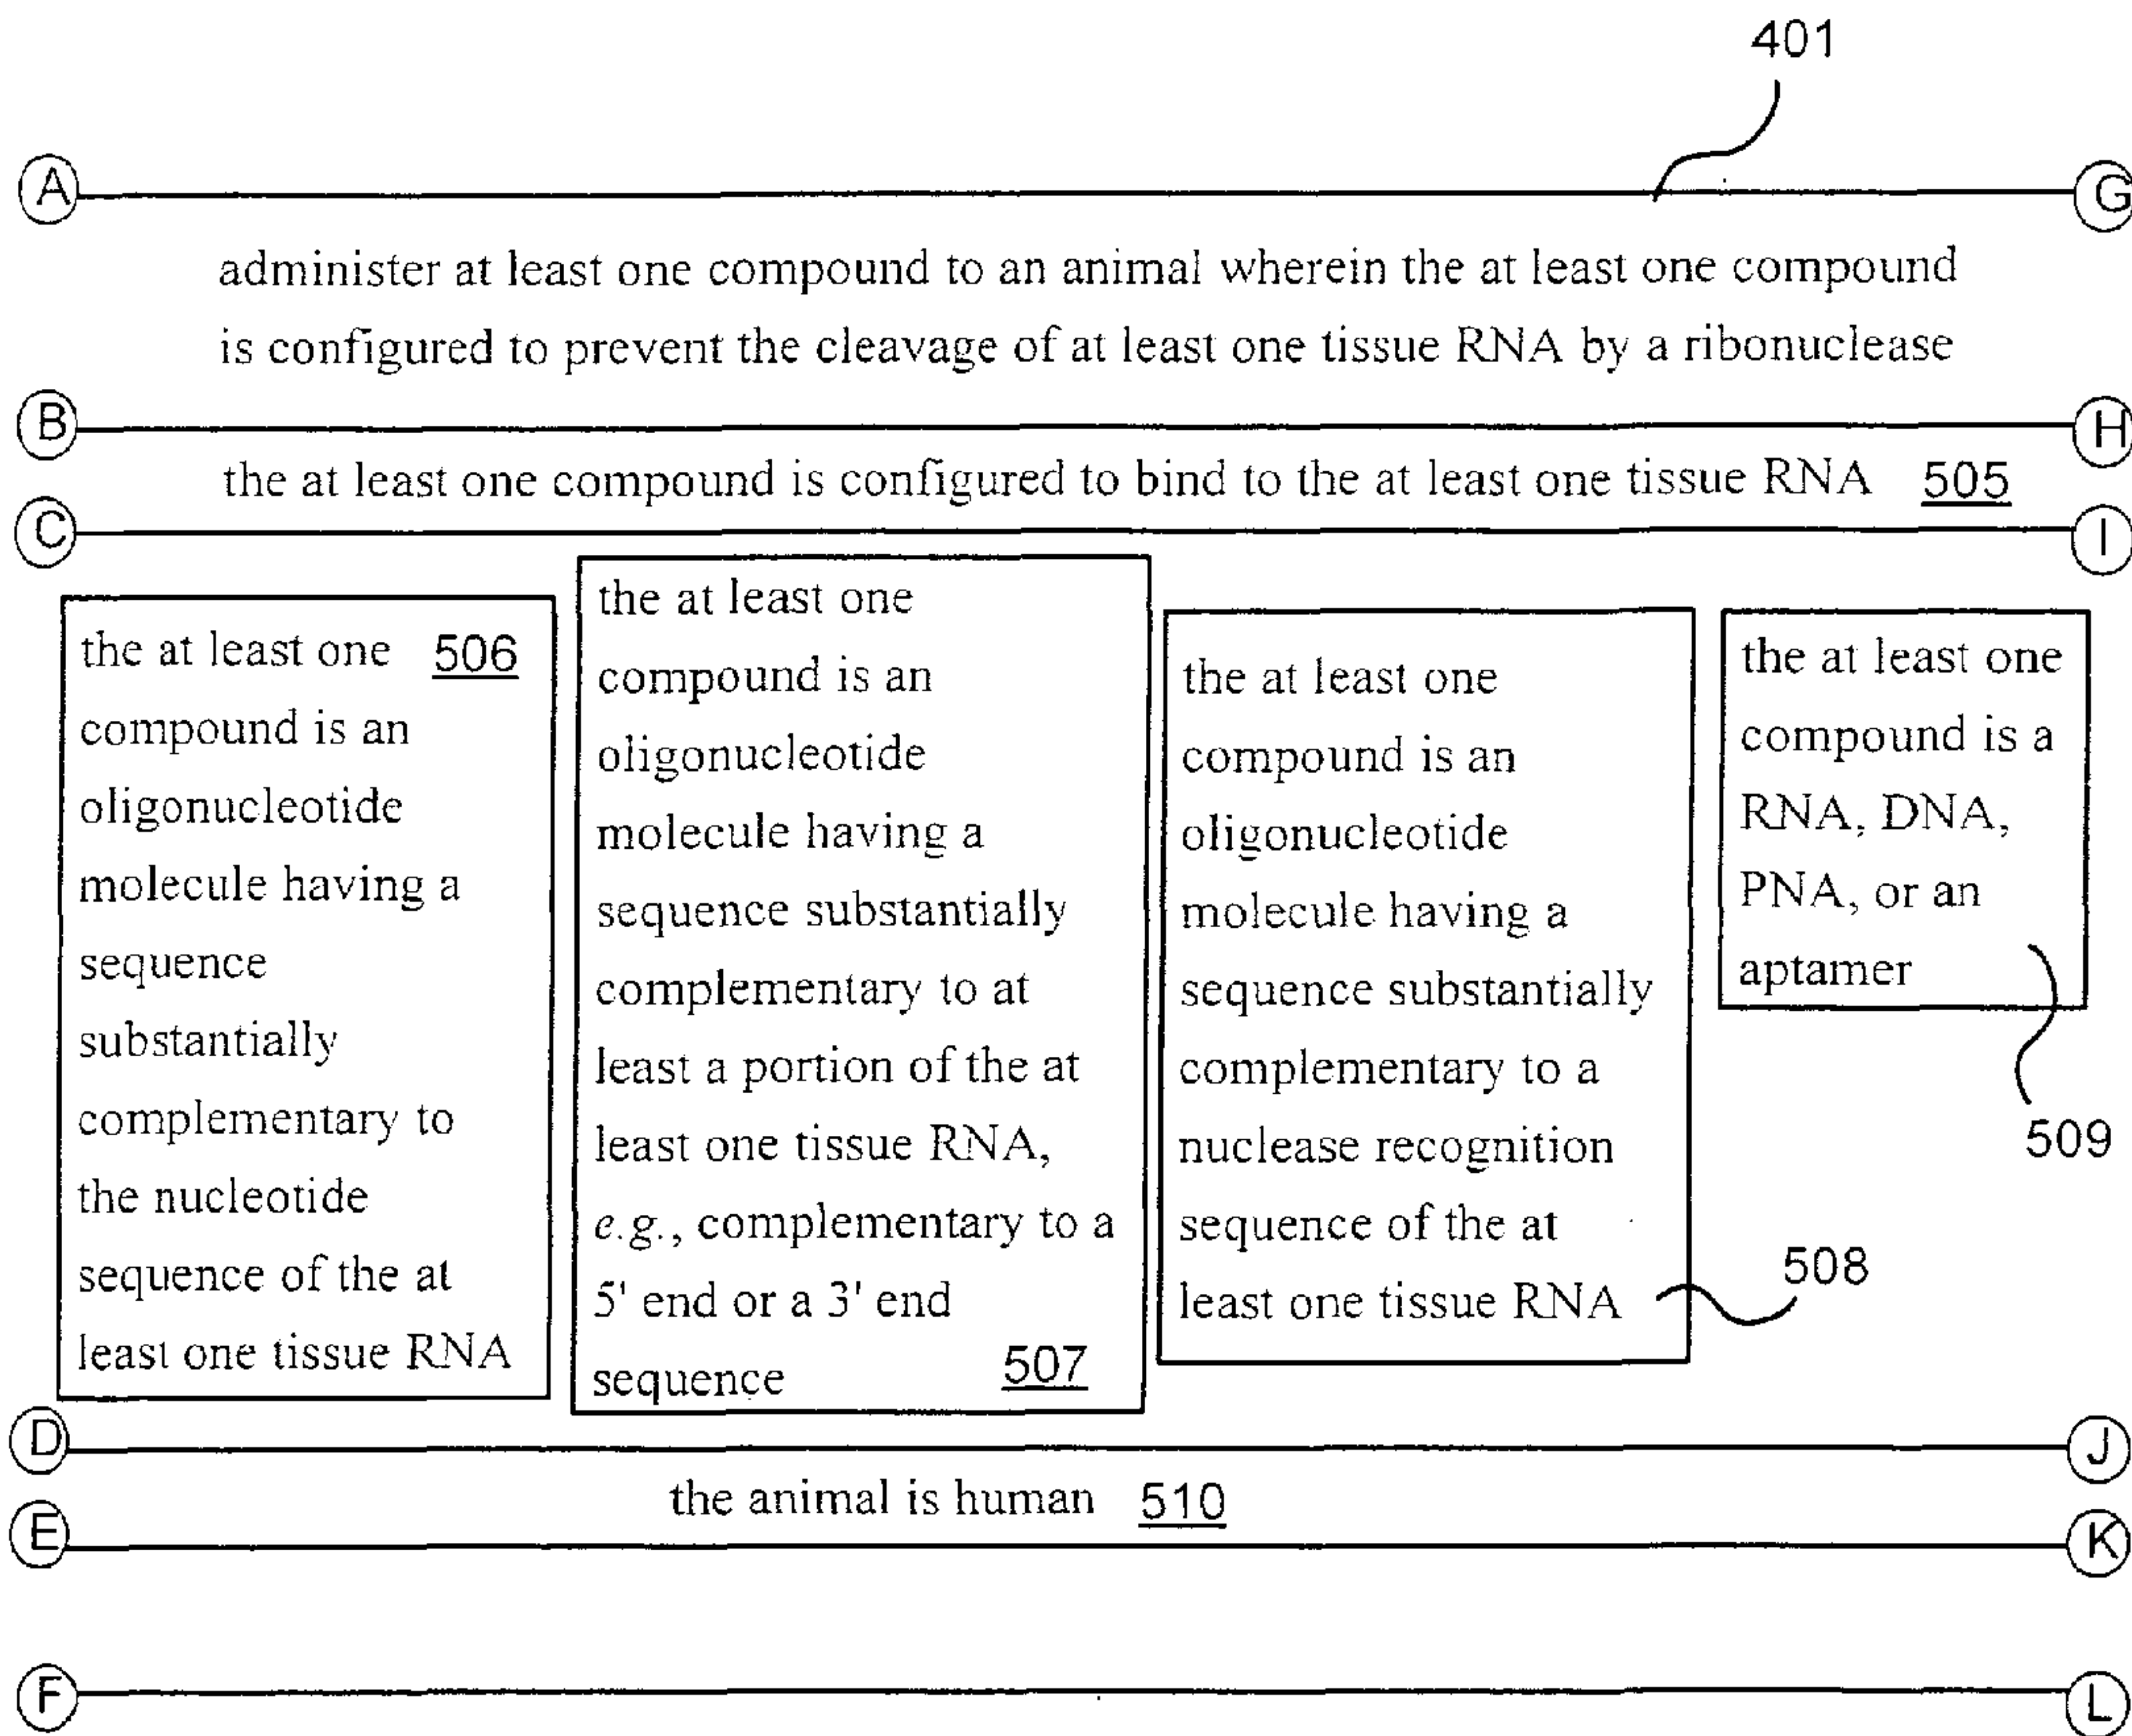 401
A
G
administer at least one compound to an animal wherein the at least one compound
is configured to prevent the cleavage of at least one tissue RNA by a ribonuclease
B
H
the at least one compound is configured to bind to the at least one tissue RNA 505
C
I
the at least one 506
compound is an
oligonucleotide
molecule having a
sequence
substantially
complementary to
the nucleotide
sequence of the at
least one tissue RNA
the at least one
compound is an
oligonucleotide
molecule having a
sequence substantially
complementary to at
least a portion of the at
least one tissue RNA,
e.g., complementary to a
5' end or a 3' end
sequence 507
the at least one
compound is an
oligonucleotide
molecule having a
sequence substantially
complementary to a
nuclease recognition
sequence of the at
least one tissue RNA
508
the at least one
compound is a
RNA, DNA,
PNA, or an
aptamer
509
D
J
the animal is human 510
E
K
F
L